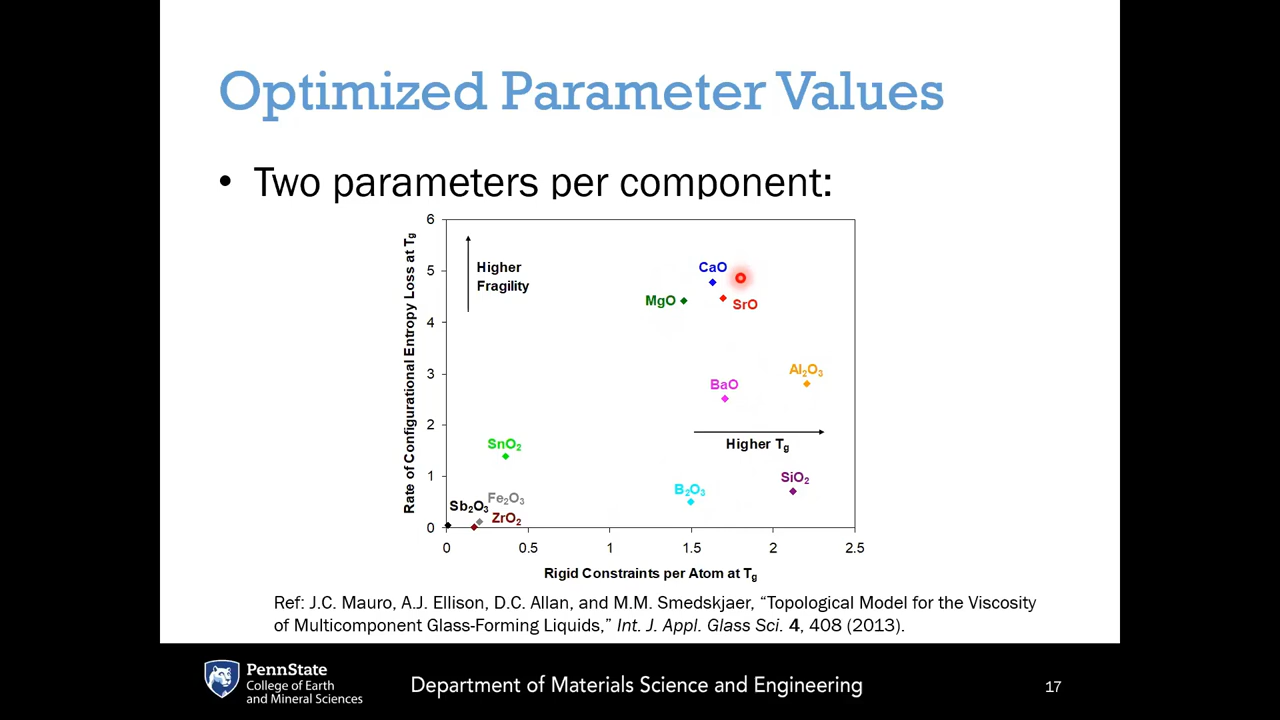 Optimized Parameter Values
• Two parameters per component:
Rate of Configurational Entropy Loss at Tg
6
5
4
3
2
1
0
Higher
Fragility
CaO
MgO
SrO
Al2O3
BaO
Higher Tg
SnO2
SiO2
B2O3
Sb2O3
Fe2O3
ZrO2
0
0.5
1
1.5
2
2.5
Rigid Constraints per Atom at Tg
Ref: J.C. Mauro, A.J. Ellison, D.C. Allan, and M.M. Smedskjaer, “Topological Model for the Viscosity
of Multicomponent Glass-Forming Liquids,” Int. J. Appl. Glass Sci. 4, 408 (2013).
PennState
College of Earth
and Mineral Sciences
Department of Materials Science and Engineering
17